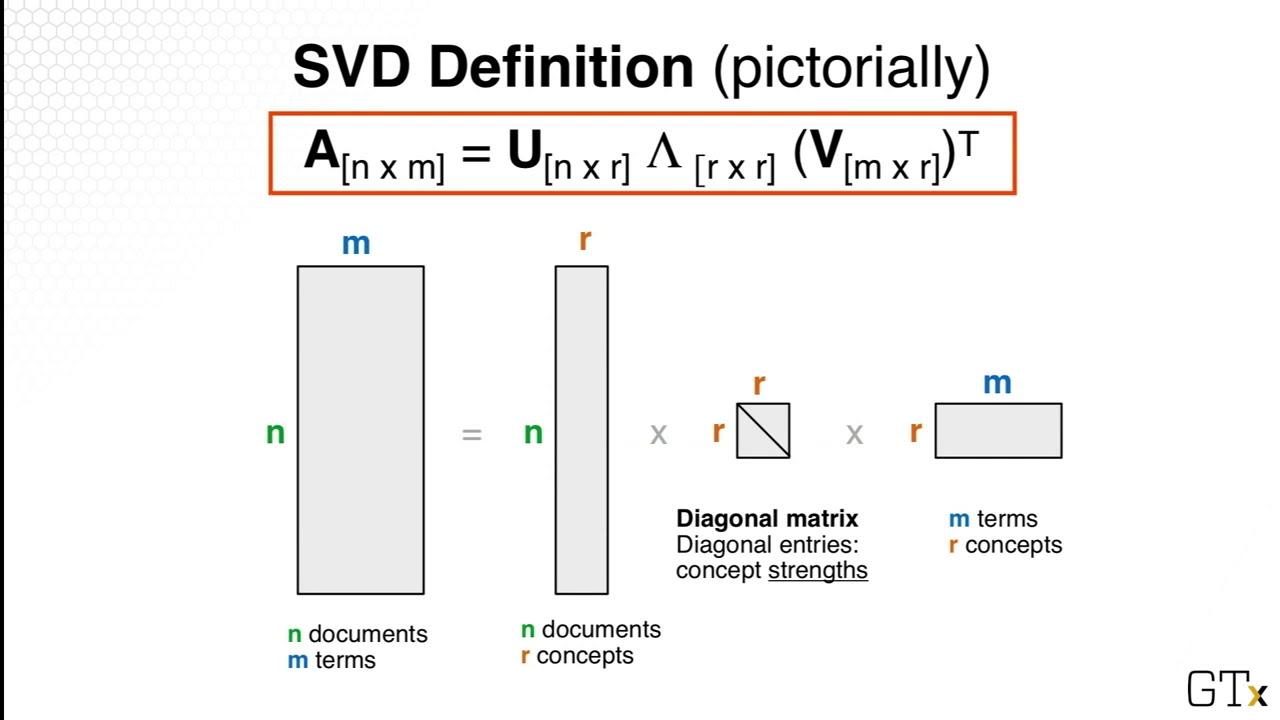 SVD Definition (pictorially)
A[n x m] = U[n x r] Λ [r x r] (V[m x r])T
m
r
r
m
n
=
n
x
r
x
r
Diagonal matrix
Diagonal entries:
concept strengths
m terms
r concepts
n documents
m terms
n documents
r concepts
GTx